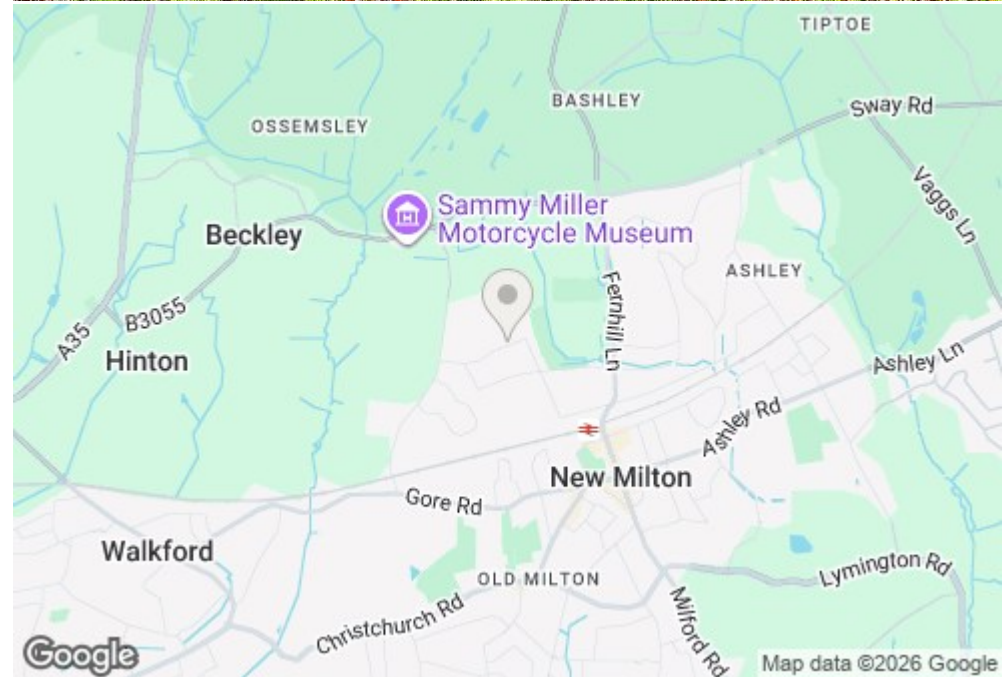 TIPTOE
BASHLEY
Sway Rd
OSSEMSLEY
Vaggs Ln
Sammy Miller
Motorcycle Museum
Beckley
ASHLEY
Fernhill Ln
B3055
A35
Hinton
Ashley Ln
Ashley Rd
New Milton
Gore Rd
Walkford
OLD MILTON
Lymington Rd
Christchurch Rd
Milford Rd
Google
Map data ©2026 Google